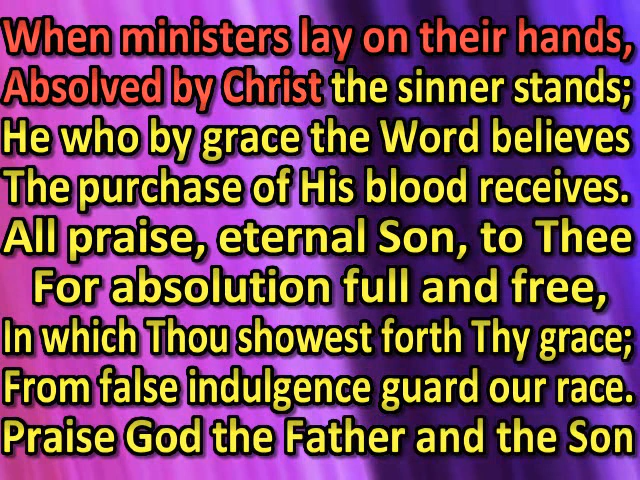 When ministers lay on their hands,
Absolved by Christ the sinner stands;
He who by grace the Word believes
The purchase of His blood receives.
All praise, eternal Son, to Thee
For absolution full and free,
In which Thou showest forth Thy grace;
From false indulgence guard our race.
Praise God the Father and the Son